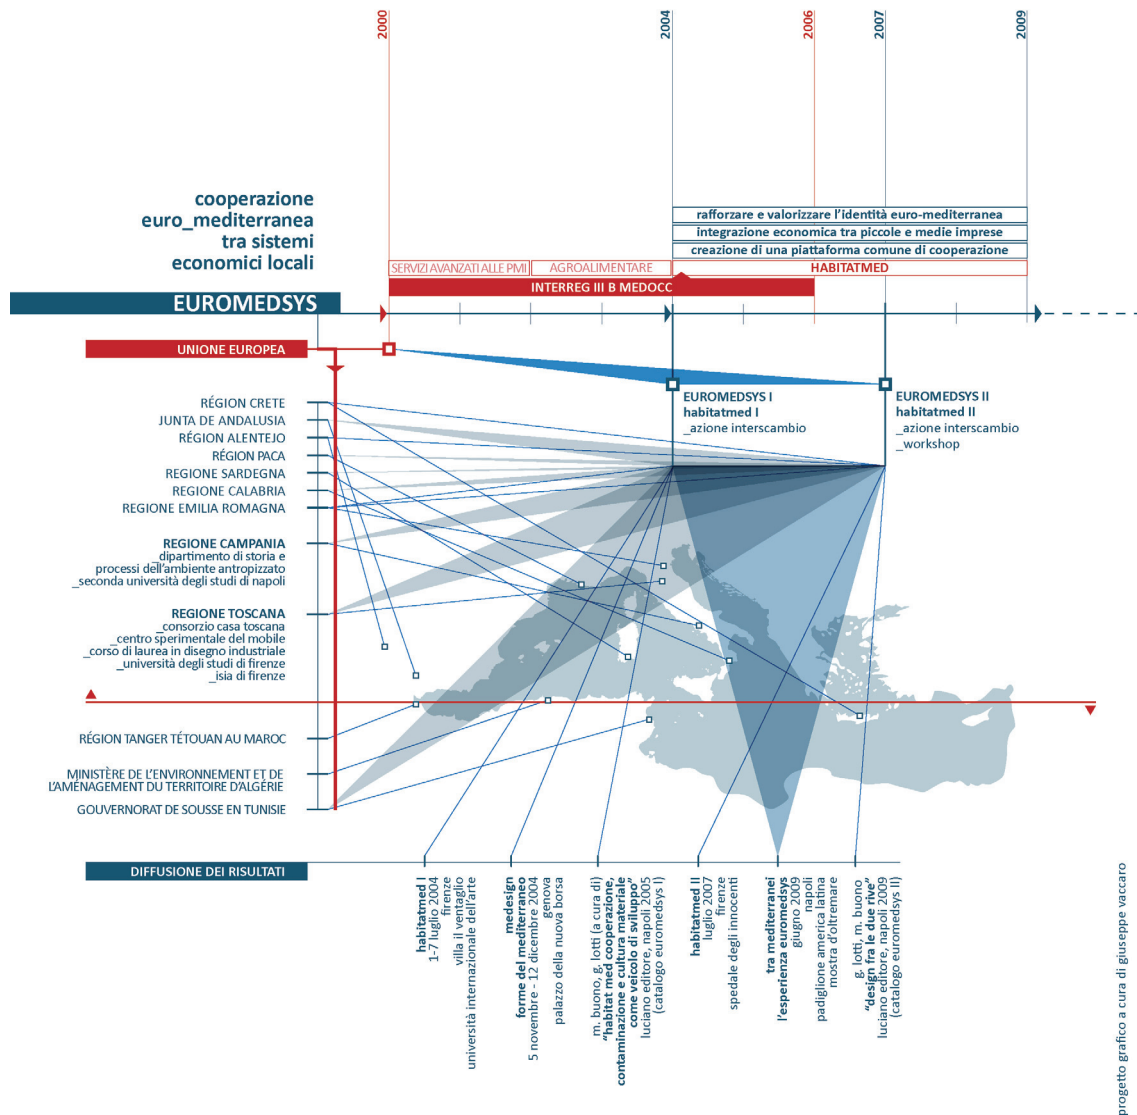 2000
2004
2006
2007
2009
cooperazione
euro_mediterranea
tra sistemi
economici locali
rafforzare e valorizzare l'identità euro-mediterranea
integrazione economica tra piccole e medie imprese
creazione di una piattaforma comune di cooperazione
SERVIZI AVANZATI ALLE PMI
AGROALIMENTARE
HABITATMED
INTERREG III B MEDOCC
EUROMEDSYS
UNIONE EUROPEA
EUROMEDSYS I
habitatmed I
_azione interscambio
EUROMEDSYS II
habitatmed II
_azione interscambio
_workshop
RÉGION CRETE
JUNTA DE ANDALUSIA
RÉGION ALENTEJO
RÉGION PACA
REGIONE SARDEGNA
REGIONE CALABRIA
REGIONE EMILIA ROMAGNA
REGIONE CAMPANIA
_dipartimento di storia e
processi dell'ambiente antropizzato
_seconda università degli studi di napoli
REGIONE TOSCANA
_consorzio casa toscana
_centro sperimentale del mobile
_corso di laurea in disegno industriale
_università degli studi di firenze
_isia di firenze
RÉGION TANGER TÉTOUAN AU MAROC
MINISTÈRE DE L'ENVIRONNEMENT ET DE
L'AMÉNAGEMENT DU TERRITOIRE D'ALGÉRIE
GOUVERNORAT DE SOUSSE EN TUNISIE
DIFFUSIONE DEI RISULTATI
habitatmed I
1-7 luglio 2004
firenze
villa il ventaglio
università internazionale dell'arte
medesign
forme del mediterraneo
5 novembre - 12 dicembre 2004
genova
palazzo della nuova borsa
m. buono, g. lotti (a cura di)
"habitat med cooperazione,
contaminazione e cultura materiale
come veicolo di sviluppo"
luciano editore, napoli 2005
(catalogo euromedsys I)
habitatmed II
luglio 2007
firenze
spedale degli innocenti
tra mediterranei
l'esperienza euromedsys
giugno 2009
napoli
padiglione america latina
mostra d'oltremare
g. lotti, m. buono
"design fra le due rive"
luciano editore, napoli 2009
(catalogo euromedsys II)
progetto grafico a cura di giuseppe vaccaro